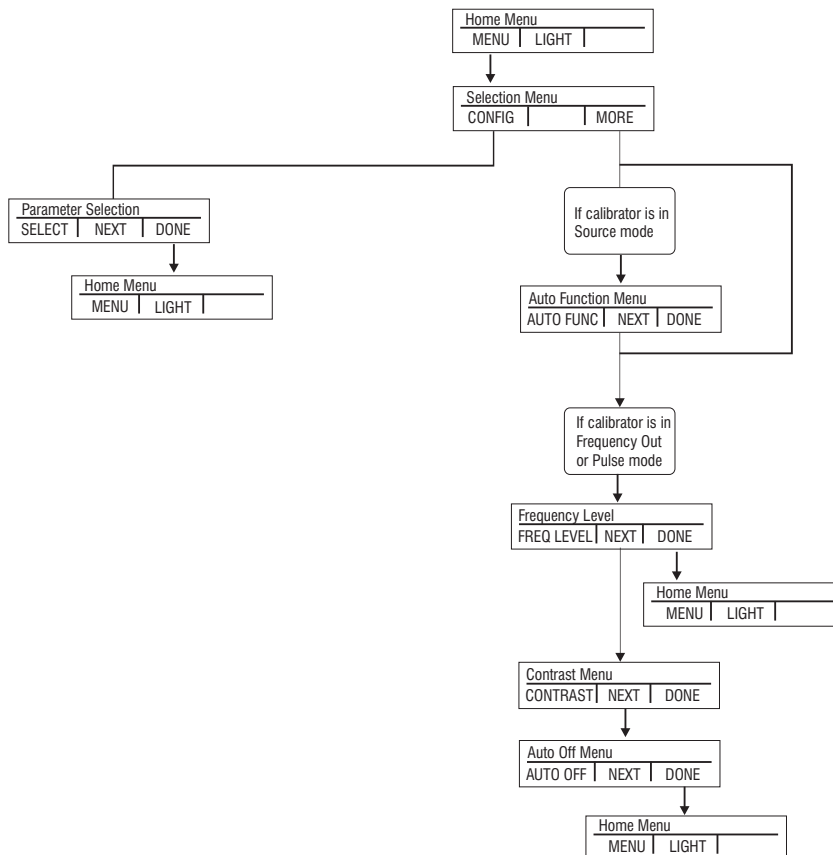 Home Menu
MENU LIGHT
Selection Menu
CONFIG MORE
Parameter Selection
SELECT NEXT DONE
Home Menu
MENU LIGHT
If calibrator is in
Source mode
Auto Function Menu
AUTO FUNC NEXT DONE
If calibrator is in
Frequency Out
or Pulse mode
Frequency Level
FREQ LEVEL NEXT DONE
Home Menu
MENU LIGHT
Contrast Menu
CONTRAST NEXT DONE
Auto Off Menu
AUTO OFF NEXT DONE
Home Menu
MENU LIGHT